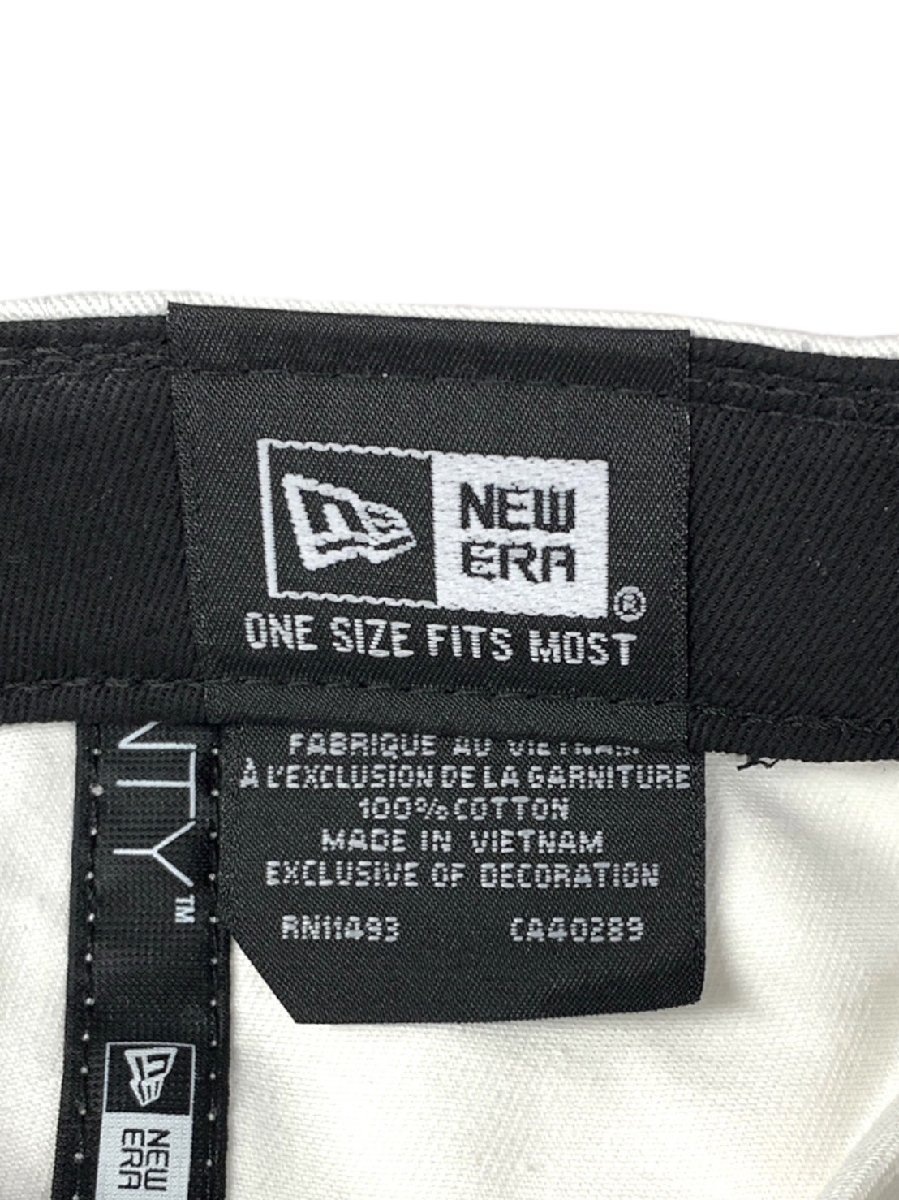 NEW
ERA
®
ONE SIZE FITS MOST
FABRIQUE AU VIETNAM
À L'EXCLUSION DE LA GARNITURE
100% COTTON
MADE IN VIETNAM
EXCLUSIVE OF DECORATION
RN11493 CA40289
NTY™
NEW
ERA